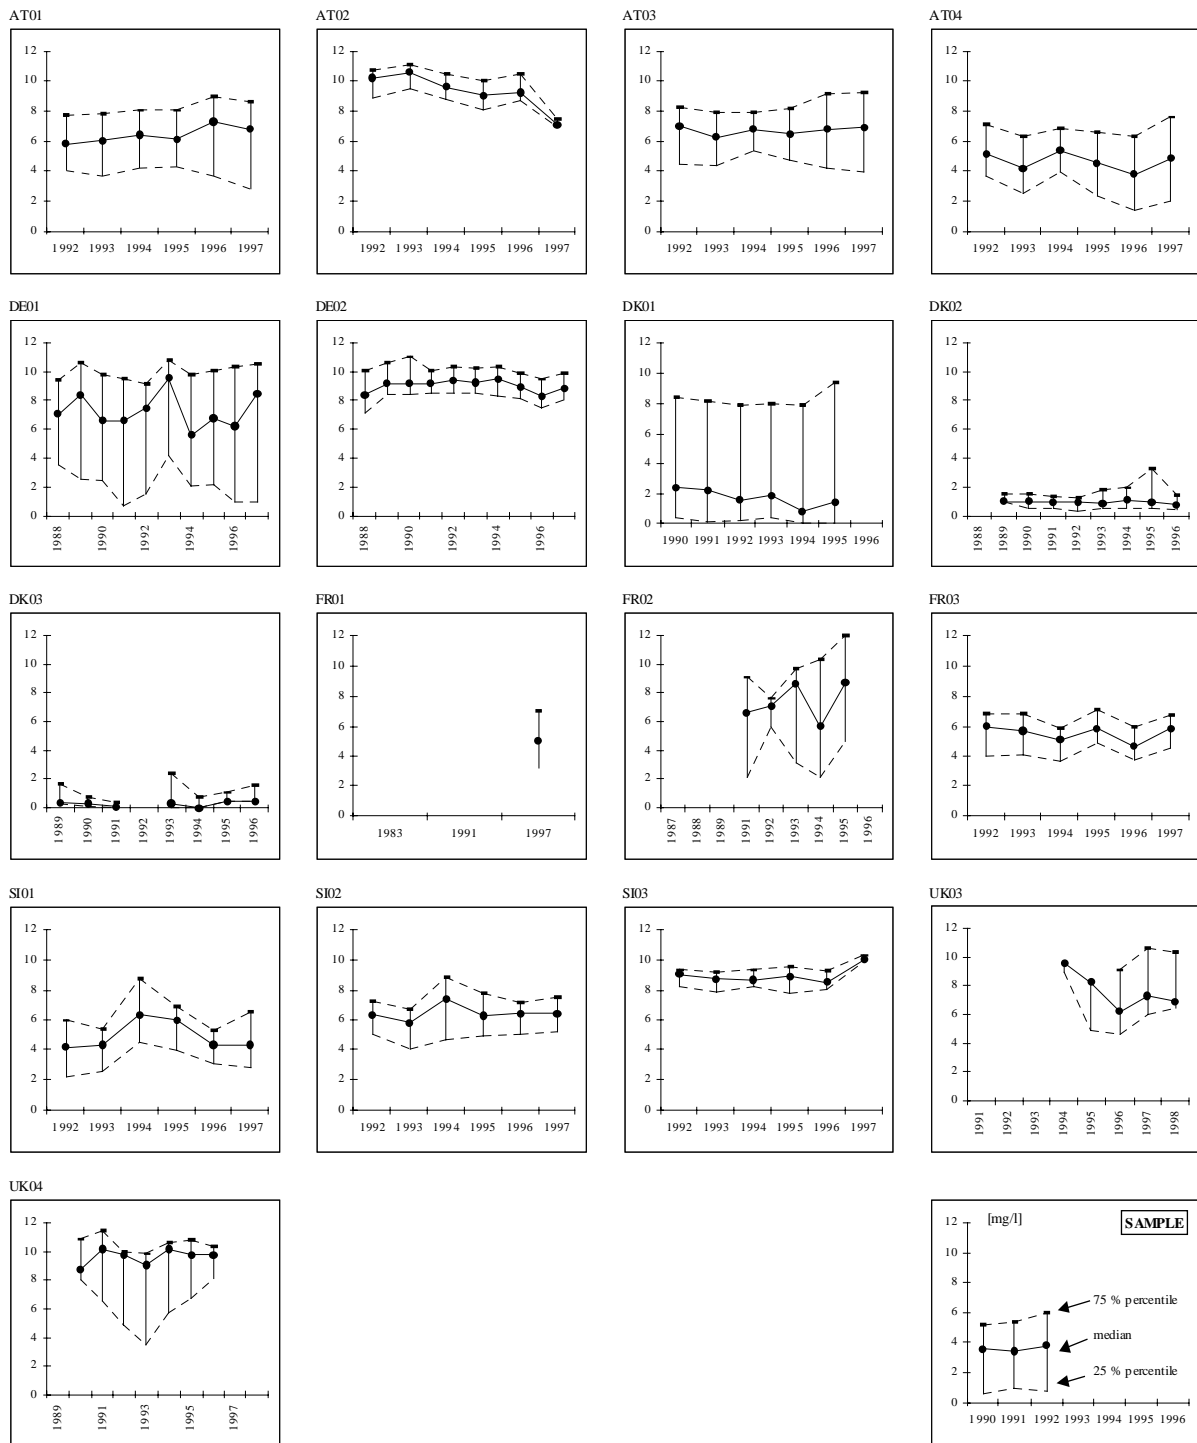 AT01 AT02 AT03 AT04
12 12 12 12
10 10 10 10
8 8 8 8
6 6 6 6
4 4 4 4
2 2 2 2
0 0 0 0
1992 1993 1994 1995 1996 1997 1992 1993 1994 1995 1996 1997 1992 1993 1994 1995 1996 1997 1992 1993 1994 1995 1996 1997
DE01 DE02 DK01 DK02
12 12 12 12
10 10 10 10
8 8 8 8
6 6 6 6
4 4 4 4
2 2 2 2
0 0 0 0
1988 1990 1992 1994 1996 1988 1990 1992 1994 1996 1990 1991 1992 1993 1994 1995 1996 1988 1989 1990 1991 1992 1993 1994 1995 1996
DK03 FR01 FR02 FR03
12 12 12 12
10 10 10 10
8 8 8 8
6 6 6 6
4 4 4 4
2 2 2 2
0 0 0 0
1989 1990 1991 1992 1993 1994 1995 1996 1983 1991 1997 1987 1988 1989 1991 1992 1993 1994 1995 1996 1992 1993 1994 1995 1996 1997
SI01 SI02 SI03 UK03
12 12 12 12
10 10 10 10
8 8 8 8
6 6 6 6
4 4 4 4
2 2 2 2
0 0 0 0
1992 1993 1994 1995 1996 1997 1992 1993 1994 1995 1996 1997 1992 1993 1994 1995 1996 1997 1991 1992 1993 1994 1995 1996 1997 1998
UK04
12 12 [mg/l] SAMPLE
10 10
8 8
6 6 75 % percentile
4 4 median
2 2 25 % percentile
0 0
1989 1991 1993 1995 1997 1990 1991 1992 1993 1994 1995 1996